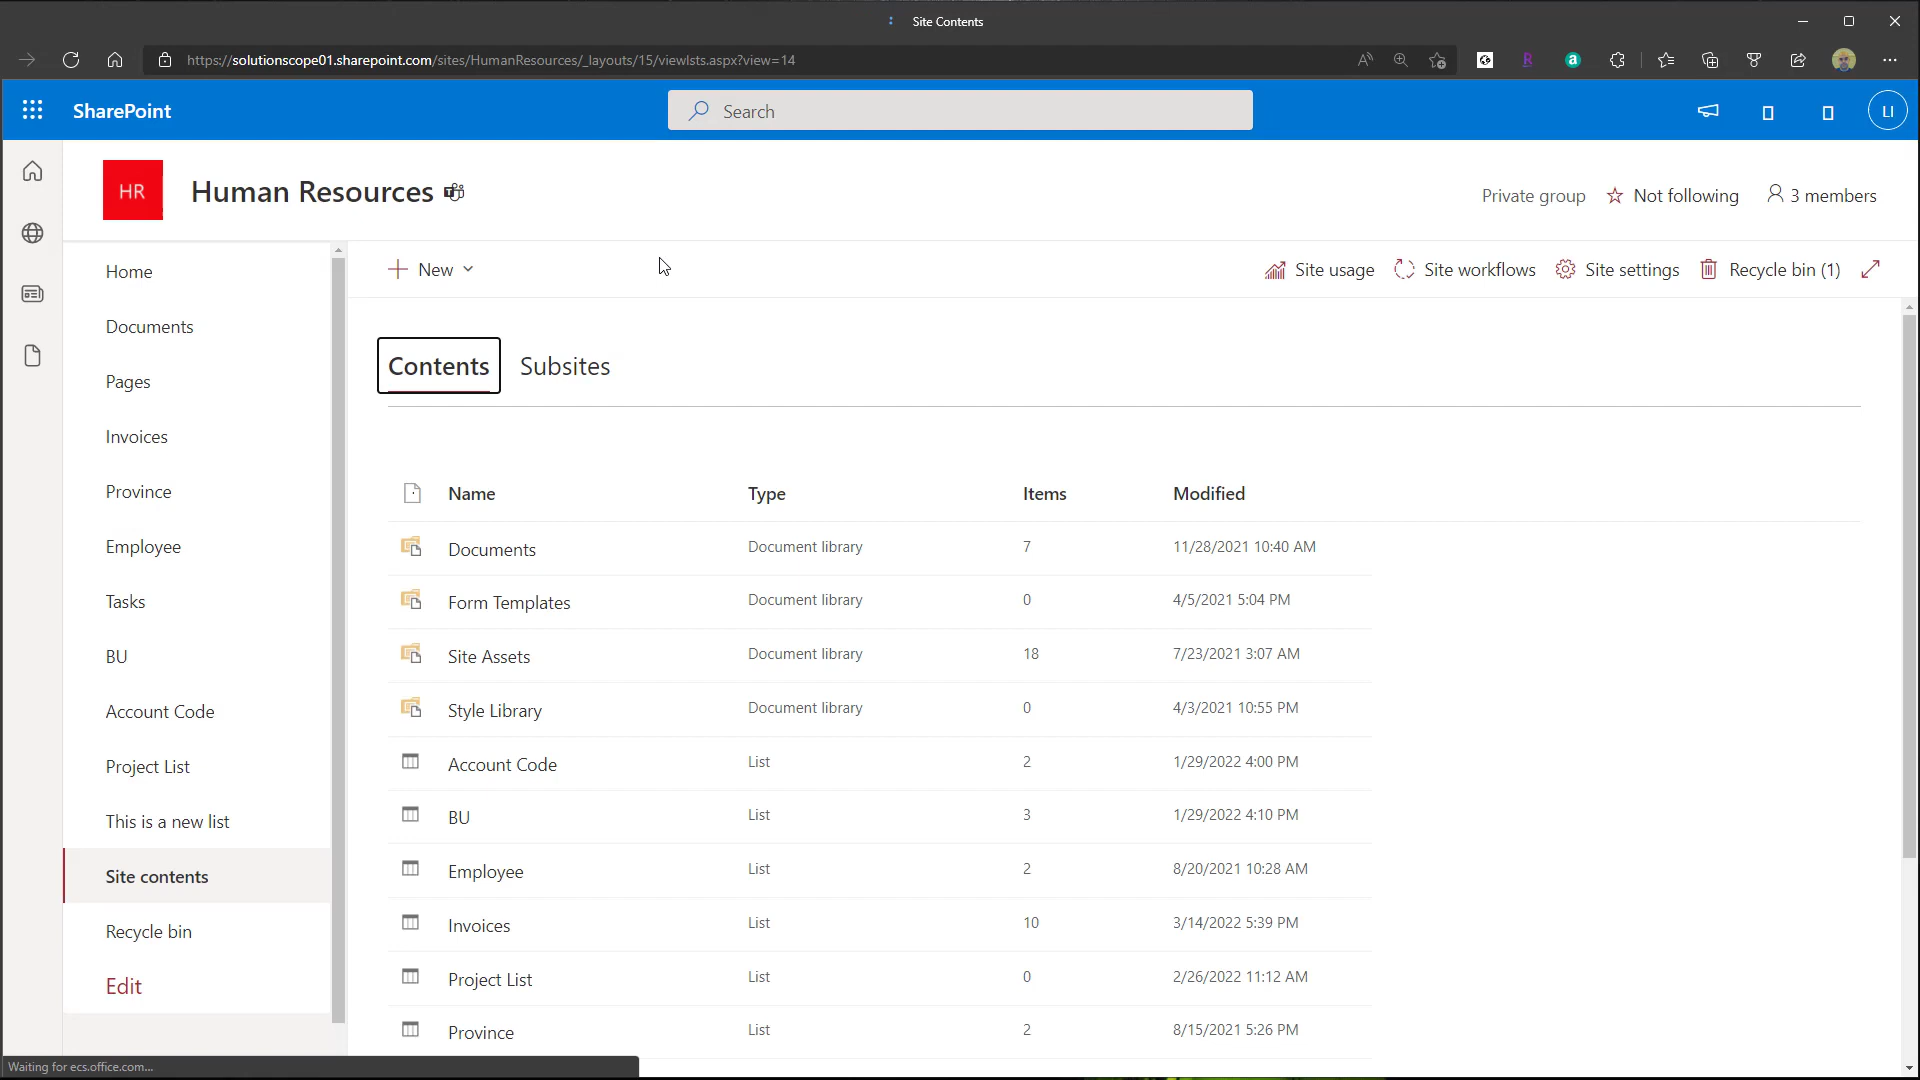 Site Contents
https://solutionscope01.sharepoint.com/sites/HumanResources/_layouts/15/viewlsts.aspx?view=14
SharePoint
Search
LI
HR
Human Resources
Private group
Not following
3 members
Home
Documents
Pages
Invoices
Province
Employee
Tasks
BU
Account Code
Project List
This is a new list
Site contents
Recycle bin
Edit
New
Site usage
Site workflows
Site settings
Recycle bin (1)
Contents
Subsites
Name Type Items Modified
Documents Document library 7 11/28/2021 10:40 AM
Form Templates Document library 0 4/5/2021 5:04 PM
Site Assets Document library 18 7/23/2021 3:07 AM
Style Library Document library 0 4/3/2021 10:55 PM
Account Code List 2 1/29/2022 4:00 PM
BU List 3 1/29/2022 4:10 PM
Employee List 2 8/20/2021 10:28 AM
Invoices List 10 3/14/2022 5:39 PM
Project List List 0 2/26/2022 11:12 AM
Province List 2 8/15/2021 5:26 PM
Waiting for ecs.office.com...